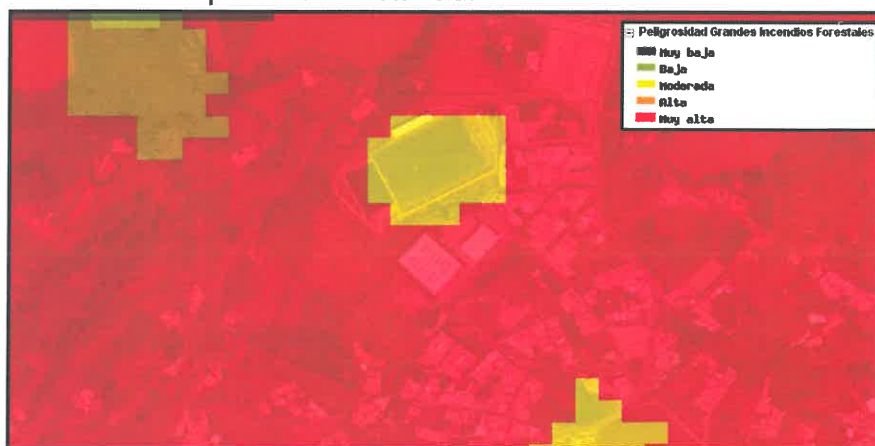 Peligrosidad Grandes Incendios Forestales
Muy baja
Baja
Moderada
Alta
Muy alta